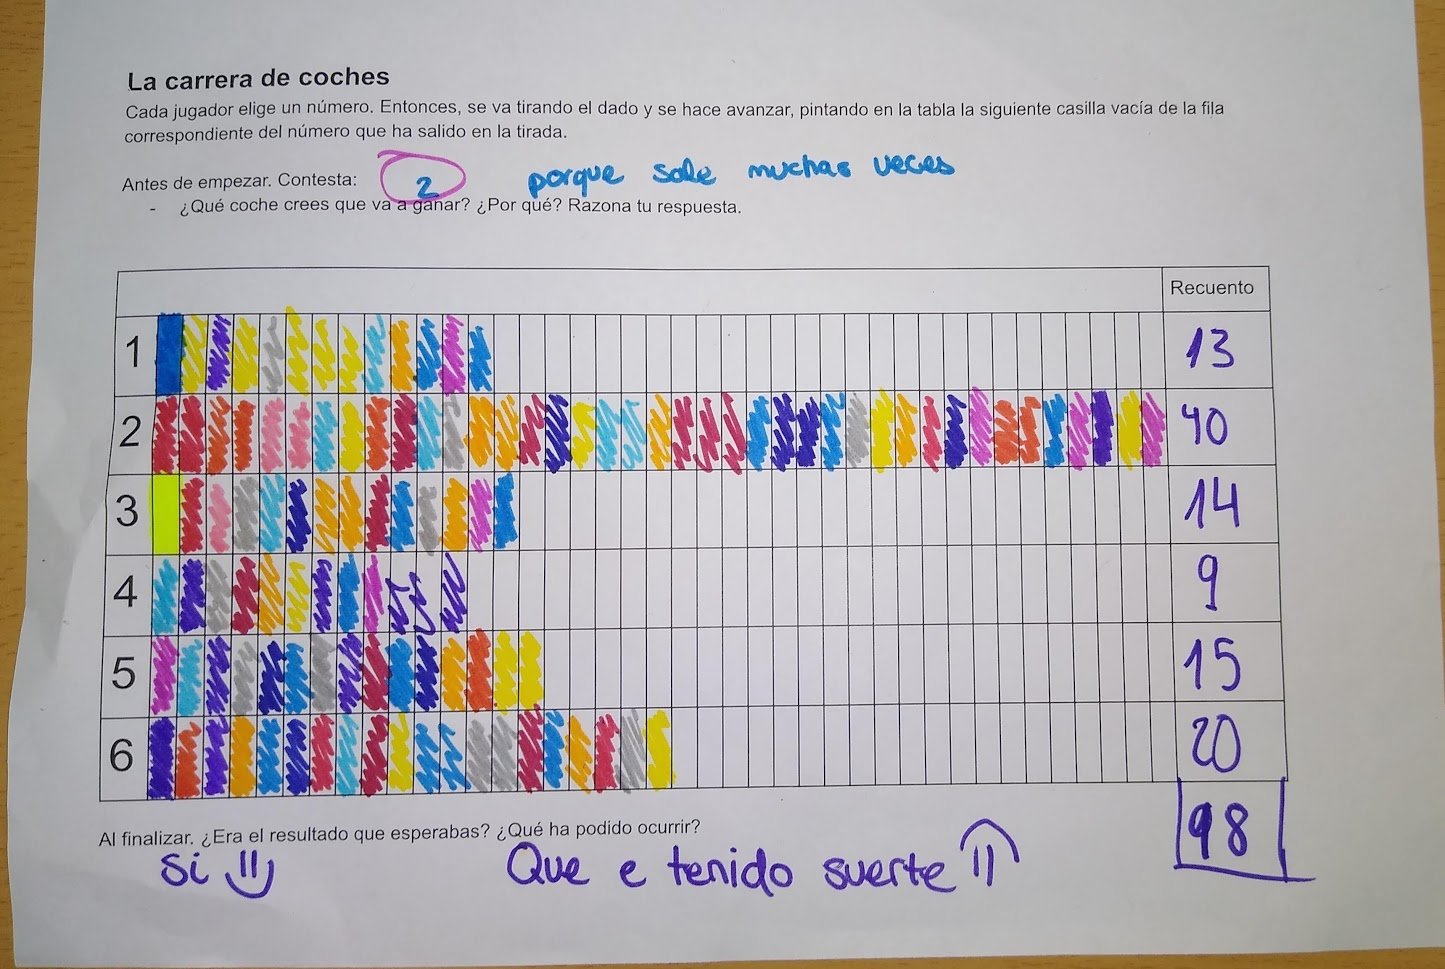 La carrera de coches
Cada jugador elige un número. Entonces, se va tirando el dado y se hace avanzar, pintando en la tabla la siguiente casilla vacía de la fila
correspondiente del número que ha salido en la tirada.
Antes de empezar. Contesta: 2 porque sale muchas veces
- ¿Qué coche crees que va a ganar? ¿Por qué? Razona tu respuesta.
Recuento
1 13
2 40
3 14
4 9
5 15
6 20
98
Al finalizar. ¿Era el resultado que esperabas? ¿Qué ha podido ocurrir?
Si Que e tenido suerte